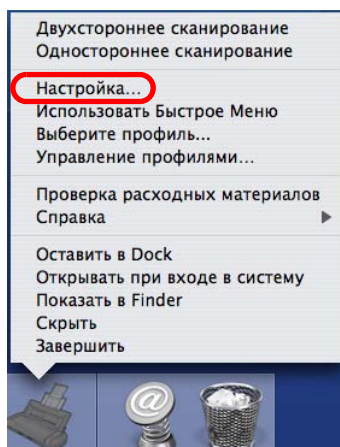 Двухстороннее сканирование
Одностороннее сканирование
Настройка...
Использовать Быстрое Меню
Выберите профиль...
Управление профилями...
Проверка расходных материалов
Справка
Оставить в Dock
Открывать при входе в систему
Показать в Finder
Скрыть
Завершить
@